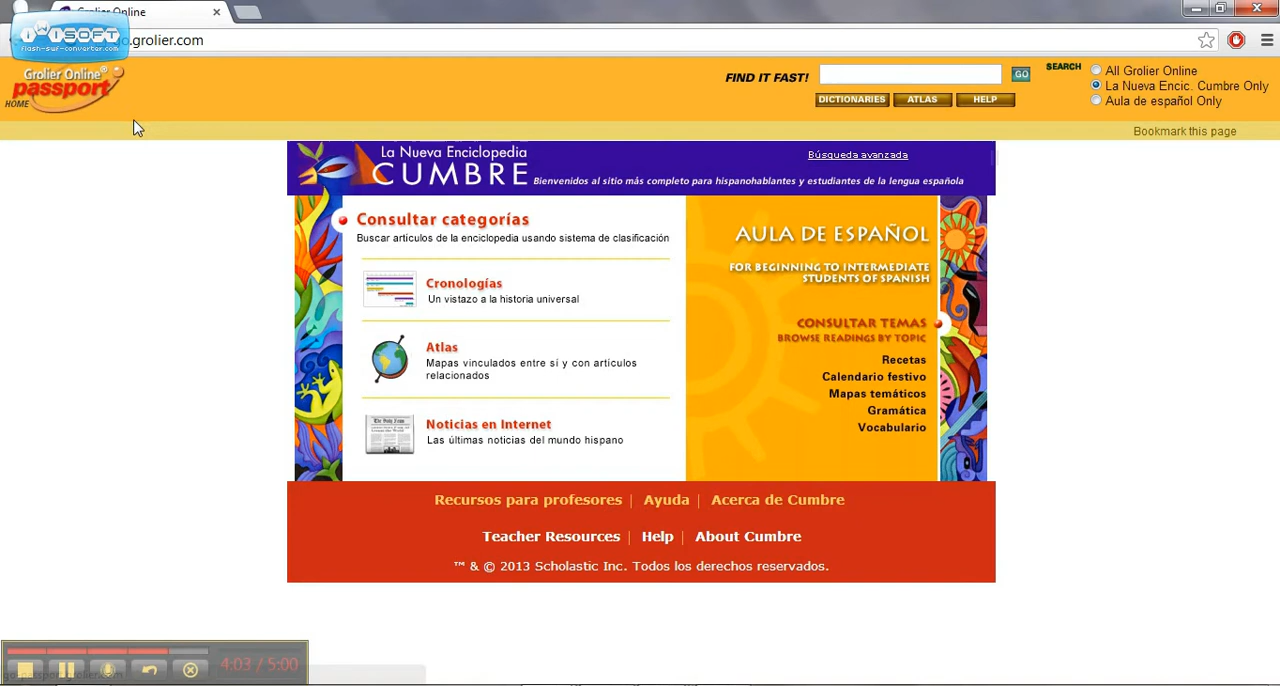 Grolier Online
iWiSOFT
flash-swf-converter.com
go.grolier.com
Grolier Online®
passport
HOME
FIND IT FAST!
GO
SEARCH
All Grolier Online
La Nueva Encic. Cumbre Only
Aula de español Only
DICTIONARIES
ATLAS
HELP
Bookmark this page
La Nueva Enciclopedia
CUMBRE
Búsqueda avanzada
Bienvenidos al sitio más completo para hispanohablantes y estudiantes de la lengua española
Consultar categorías
Buscar artículos de la enciclopedia usando sistema de clasificación
Cronologías
Un vistazo a la historia universal
Atlas
Mapas vinculados entre sí y con artículos
relacionados
Noticias en Internet
Las últimas noticias del mundo hispano
AULA DE ESPAÑOL
FOR BEGINNING TO INTERMEDIATE
STUDENTS OF SPANISH
CONSULTAR TEMAS
BROWSE READINGS BY TOPIC
Recetas
Calendario festivo
Mapas temáticos
Gramática
Vocabulario
Recursos para profesores | Ayuda | Acerca de Cumbre
Teacher Resources | Help | About Cumbre
™ & © 2013 Scholastic Inc. Todos los derechos reservados.
4:03 / 5:00